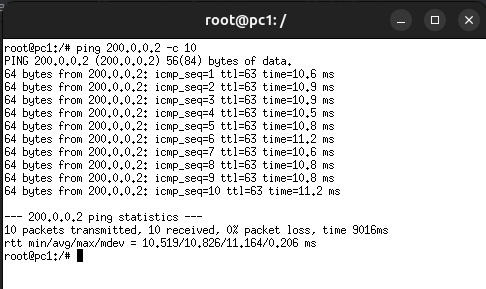 root@pc1: /
root@pc1:/# ping 200.0.0.2 -c 10
PING 200.0.0.2 (200.0.0.2) 56(84) bytes of data.
64 bytes from 200.0.0.2: icmp_seq=1 ttl=63 time=10.6 ms
64 bytes from 200.0.0.2: icmp_seq=2 ttl=63 time=10.9 ms
64 bytes from 200.0.0.2: icmp_seq=3 ttl=63 time=10.9 ms
64 bytes from 200.0.0.2: icmp_seq=4 ttl=63 time=10.5 ms
64 bytes from 200.0.0.2: icmp_seq=5 ttl=63 time=10.8 ms
64 bytes from 200.0.0.2: icmp_seq=6 ttl=63 time=11.2 ms
64 bytes from 200.0.0.2: icmp_seq=7 ttl=63 time=10.6 ms
64 bytes from 200.0.0.2: icmp_seq=8 ttl=63 time=10.8 ms
64 bytes from 200.0.0.2: icmp_seq=9 ttl=63 time=10.8 ms
64 bytes from 200.0.0.2: icmp_seq=10 ttl=63 time=11.2 ms
--- 200.0.0.2 ping statistics ---
10 packets transmitted, 10 received, 0% packet loss, time 9016ms
rtt min/avg/max/mdev = 10.519/10.826/11.164/0.206 ms
root@pc1:/#